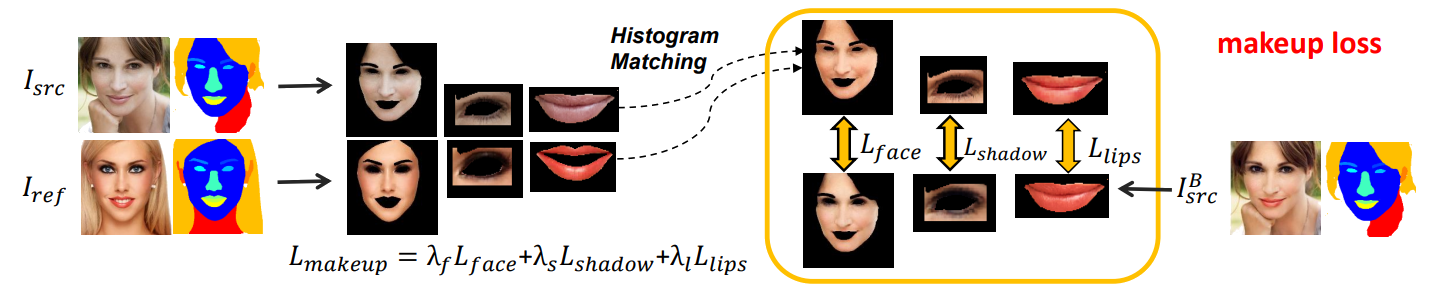 Histogram
Matching
makeup loss
I_src
I_ref
L_face
L_shadow
L_lips
I_src^B
L_makeup = λ_f L_face+λ_s L_shadow+λ_l L_lips